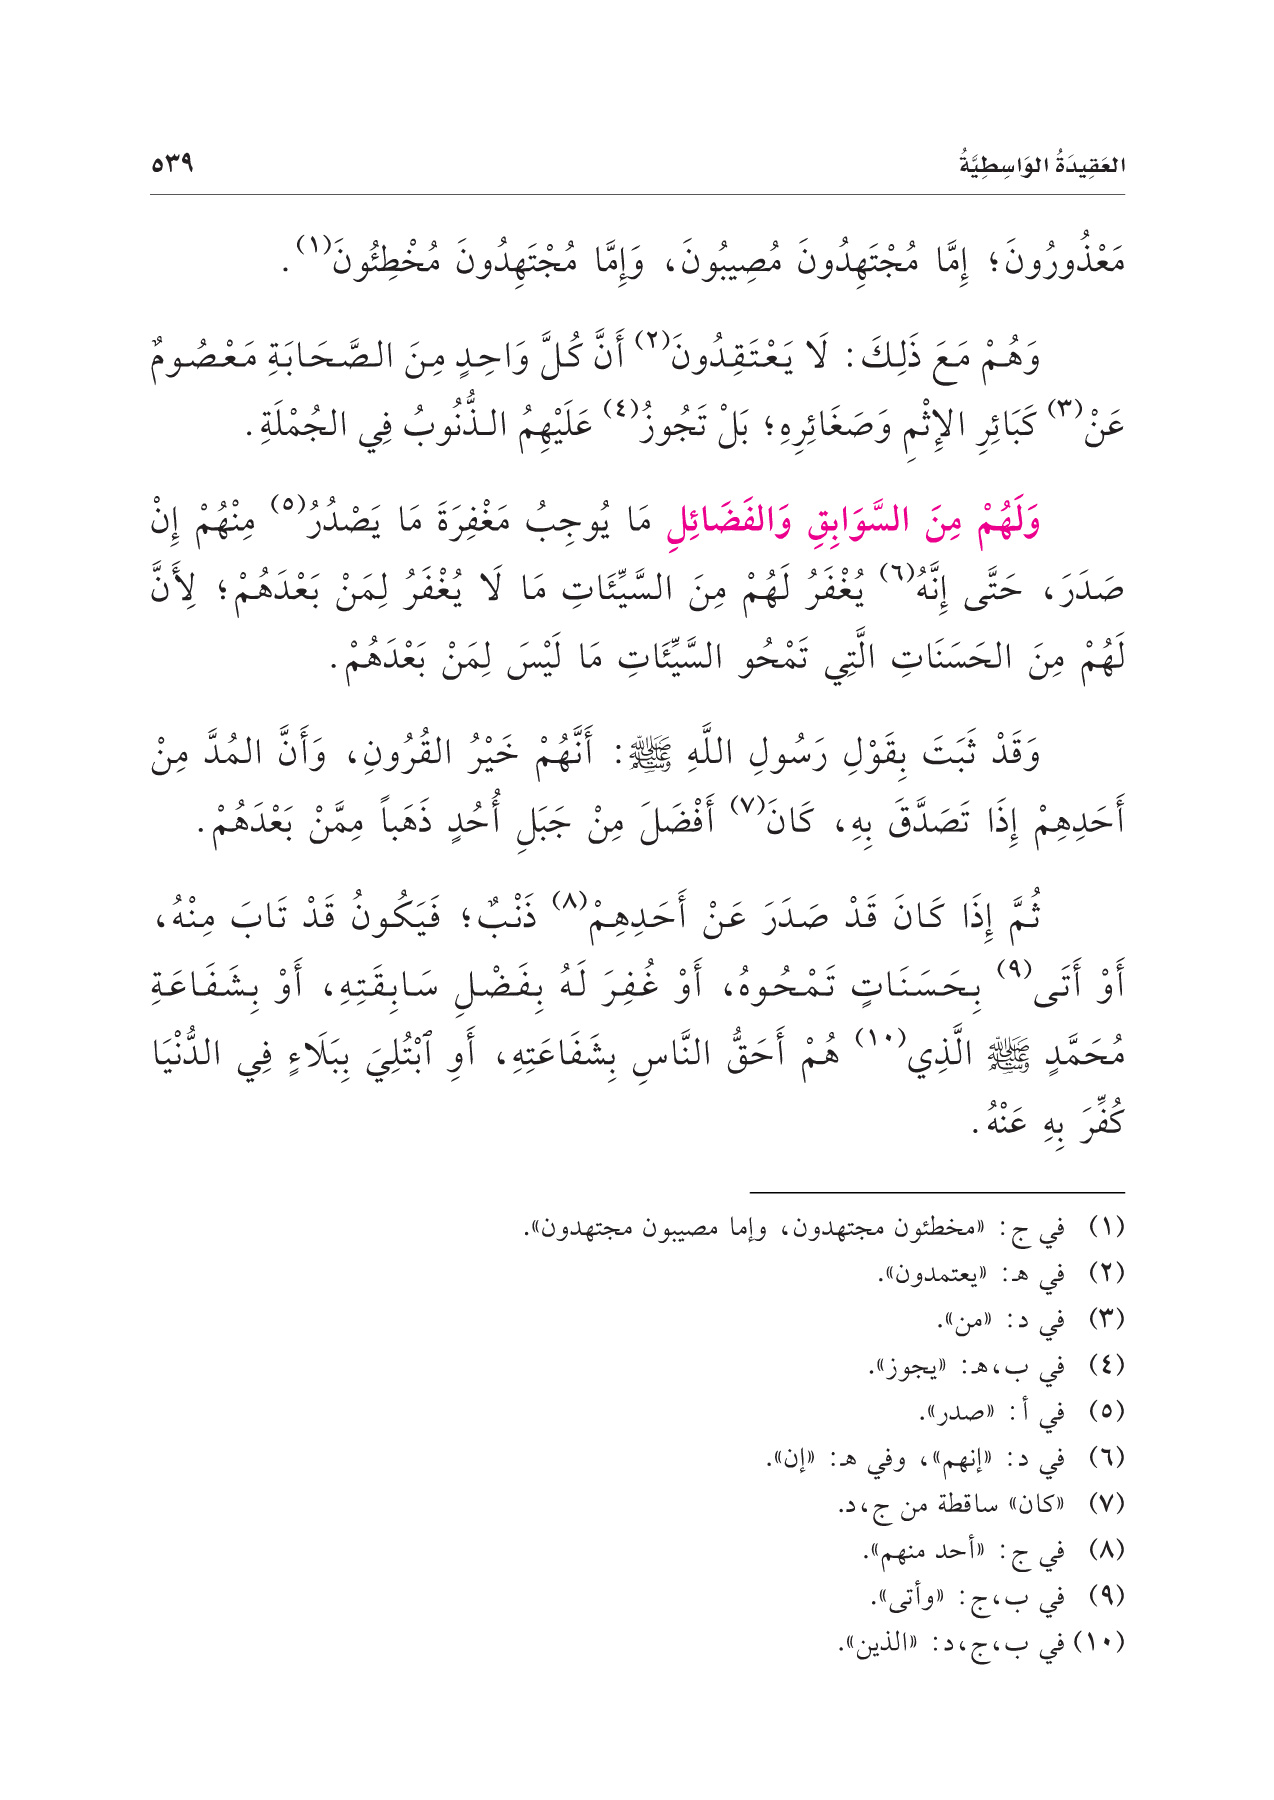 العَقِيدَةُ الوَاسِطِيَّةُ ٥٣٩
مَعْذُورُونَ؛ إِمَّا مُجْتَهِدُونَ مُصِيبُونَ، وَإِمَّا مُجْتَهِدُونَ مُخْطِئُونَ(١).
وَهُمْ مَعَ ذَلِكَ: لَا يَعْتَقِدُونَ(٢) أَنَّ كُلَّ وَاحِدٍ مِنَ الصَّحَابَةِ مَعْصُومٌ
عَنْ(٣) كَبَائِرِ الإِثْمِ وَصَغَائِرِهِ؛ بَلْ تَجُوزُ(٤) عَلَيْهِمُ الذُّنُوبُ فِي الجُمْلَةِ.
وَلَهُمْ مِنَ السَّوَابِقِ وَالفَضَائِلِ مَا يُوجِبُ مَغْفِرَةَ مَا يَصْدُرُ(٥) مِنْهُمْ إِنْ
صَدَرَ، حَتَّى إِنَّهُ(٦) يُغْفَرُ لَهُمْ مِنَ السَّيِّئَاتِ مَا لَا يُغْفَرُ لِمَنْ بَعْدَهُمْ؛ لِأَنَّ
لَهُمْ مِنَ الحَسَنَاتِ الَّتِي تَمْحُو السَّيِّئَاتِ مَا لَيْسَ لِمَنْ بَعْدَهُمْ.
وَقَدْ ثَبَتَ بِقَوْلِ رَسُولِ اللَّهِ ﷺ: أَنَّهُمْ خَيْرُ القُرُونِ، وَأَنَّ المُدَّ مِنْ
أَحَدِهِمْ إِذَا تَصَدَّقَ بِهِ، كَانَ(٧) أَفْضَلَ مِنْ جَبَلِ أُحُدٍ ذَهَباً مِمَّنْ بَعْدَهُمْ.
ثُمَّ إِذَا كَانَ قَدْ صَدَرَ عَنْ أَحَدِهِمْ(٨) ذَنْبٌ؛ فَيَكُونُ قَدْ تَابَ مِنْهُ،
أَوْ أَتَى(٩) بِحَسَنَاتٍ تَمْحُوهُ، أَوْ غُفِرَ لَهُ بِفَضْلِ سَابِقَتِهِ، أَوْ بِشَفَاعَةِ
مُحَمَّدٍ ﷺ الَّذِي(١٠) هُمْ أَحَقُّ النَّاسِ بِشَفَاعَتِهِ، أَوِ ٱبْتُلِيَ بِبَلَاءٍ فِي الدُّنْيَا
كُفِّرَ بِهِ عَنْهُ.
(١) في ج: «مخطئون مجتهدون، وإما مصيبون مجتهدون».
(٢) في هـ: «يعتمدون».
(٣) في د: «من».
(٤) في ب،هـ: «يجوز».
(٥) في أ: «صدر».
(٦) في د: «إنهم»، وفي هـ: «إن».
(٧) «كان» ساقطة من ج،د.
(٨) في ج: «أحد منهم».
(٩) في ب،ج: «وأتى».
(١٠) في ب،ج،د: «الذين».